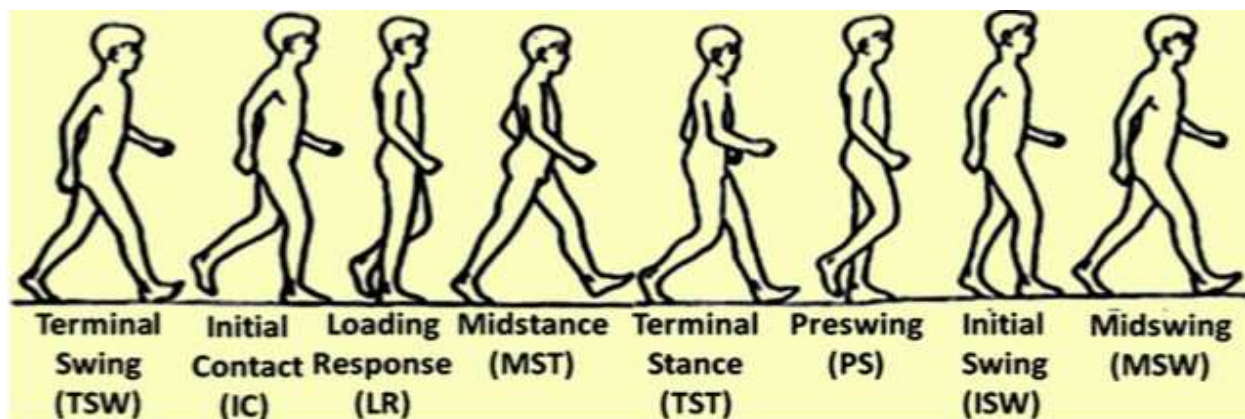 Terminal Swing (TSW)
Initial Contact (IC)
Loading Response (LR)
Midstance (MST)
Terminal Stance (TST)
Preswing (PS)
Initial Swing (ISW)
Midswing (MSW)